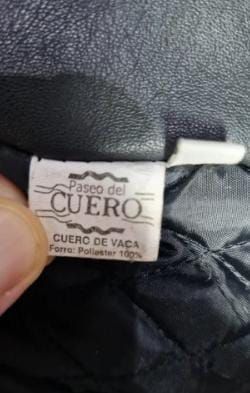 Paseo del
CUERO
CUERO DE VACA
Forro: Poliester 100%